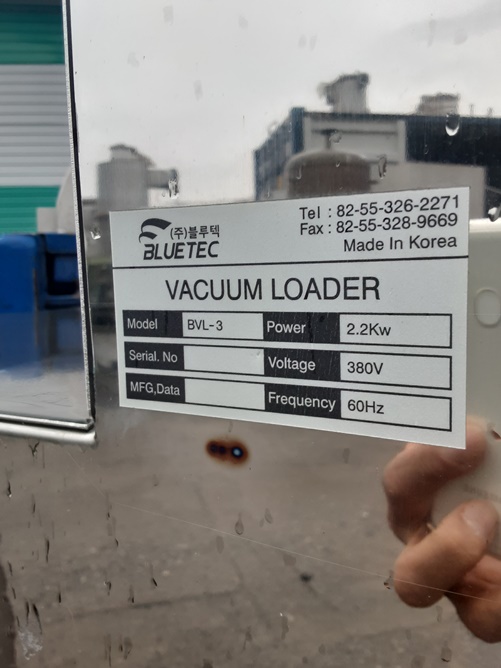 (주)블루텍
BLUETEC
Tel : 82-55-326-2271
Fax : 82-55-328-9669
Made In Korea
VACUUM LOADER
Model BVL-3 Power 2.2Kw
Serial. No Voltage 380V
MFG,Data Frequency 60Hz